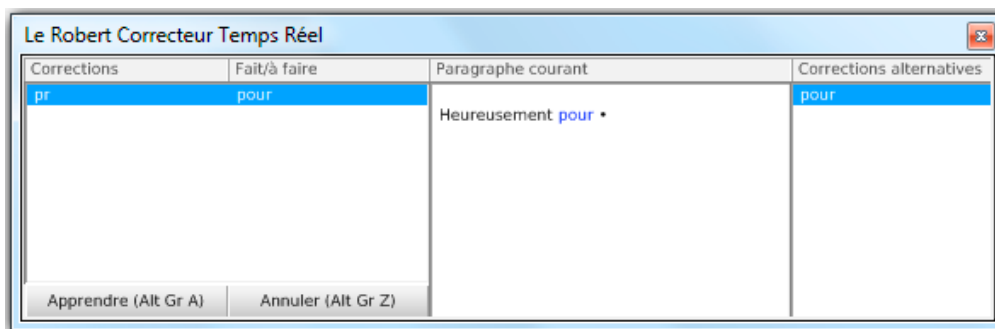 Le Robert Correcteur Temps Réel
Corrections Fait/à faire Paragraphe courant Corrections alternatives
pr pour pour
Heureusement pour •
Apprendre (Alt Gr A) Annuler (Alt Gr Z)